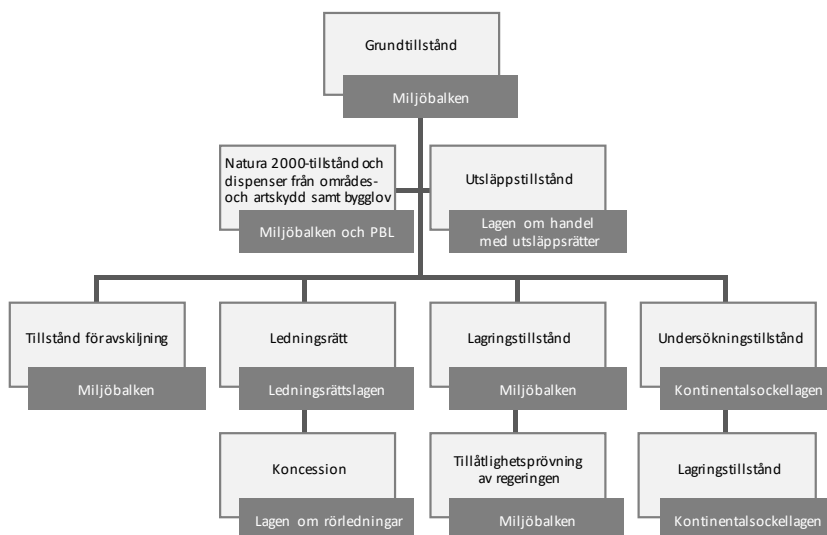 Grundtillstånd
Miljöbalken
Natura 2000-tillstånd och
dispenser från områdes-
och artskydd samt bygglov
Miljöbalken och PBL
Utsläppstillstånd
Lagen om handel
med utsläppsrätter
Tillstånd för avskiljning
Miljöbalken
Ledningsrätt
Ledningsrättslagen
Lagringstillstånd
Miljöbalken
Undersökningstillstånd
Kontinentalsockellagen
Koncession
Lagen om rörledningar
Tillåtlighetsprövning
av regeringen
Miljöbalken
Lagringstillstånd
Kontinentalsockellagen